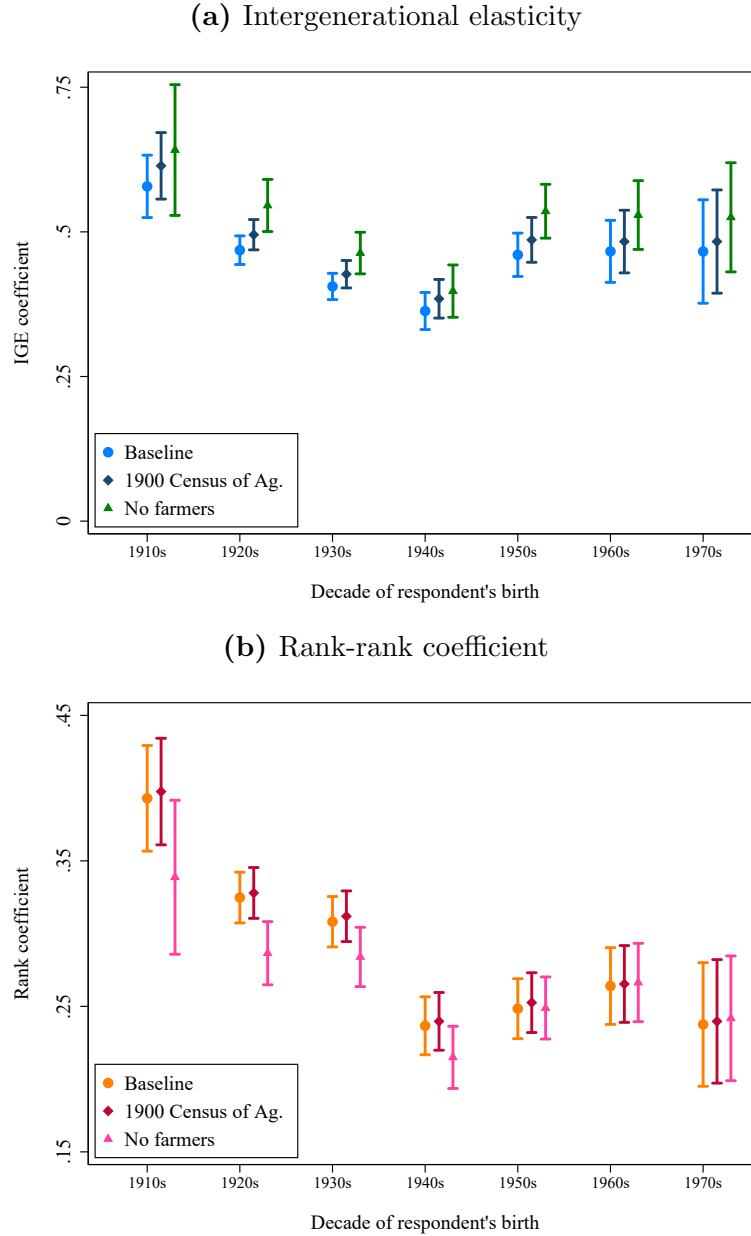 (a) Intergenerational elasticity
.75
.5
.25
0
IGE coefficient
Baseline
1900 Census of Ag.
No farmers
1910s 1920s 1930s 1940s 1950s 1960s 1970s
Decade of respondent's birth
(b) Rank-rank coefficient
.45
.35
.25
.15
Rank coefficient
Baseline
1900 Census of Ag.
No farmers
1910s 1920s 1930s 1940s 1950s 1960s 1970s
Decade of respondent's birth